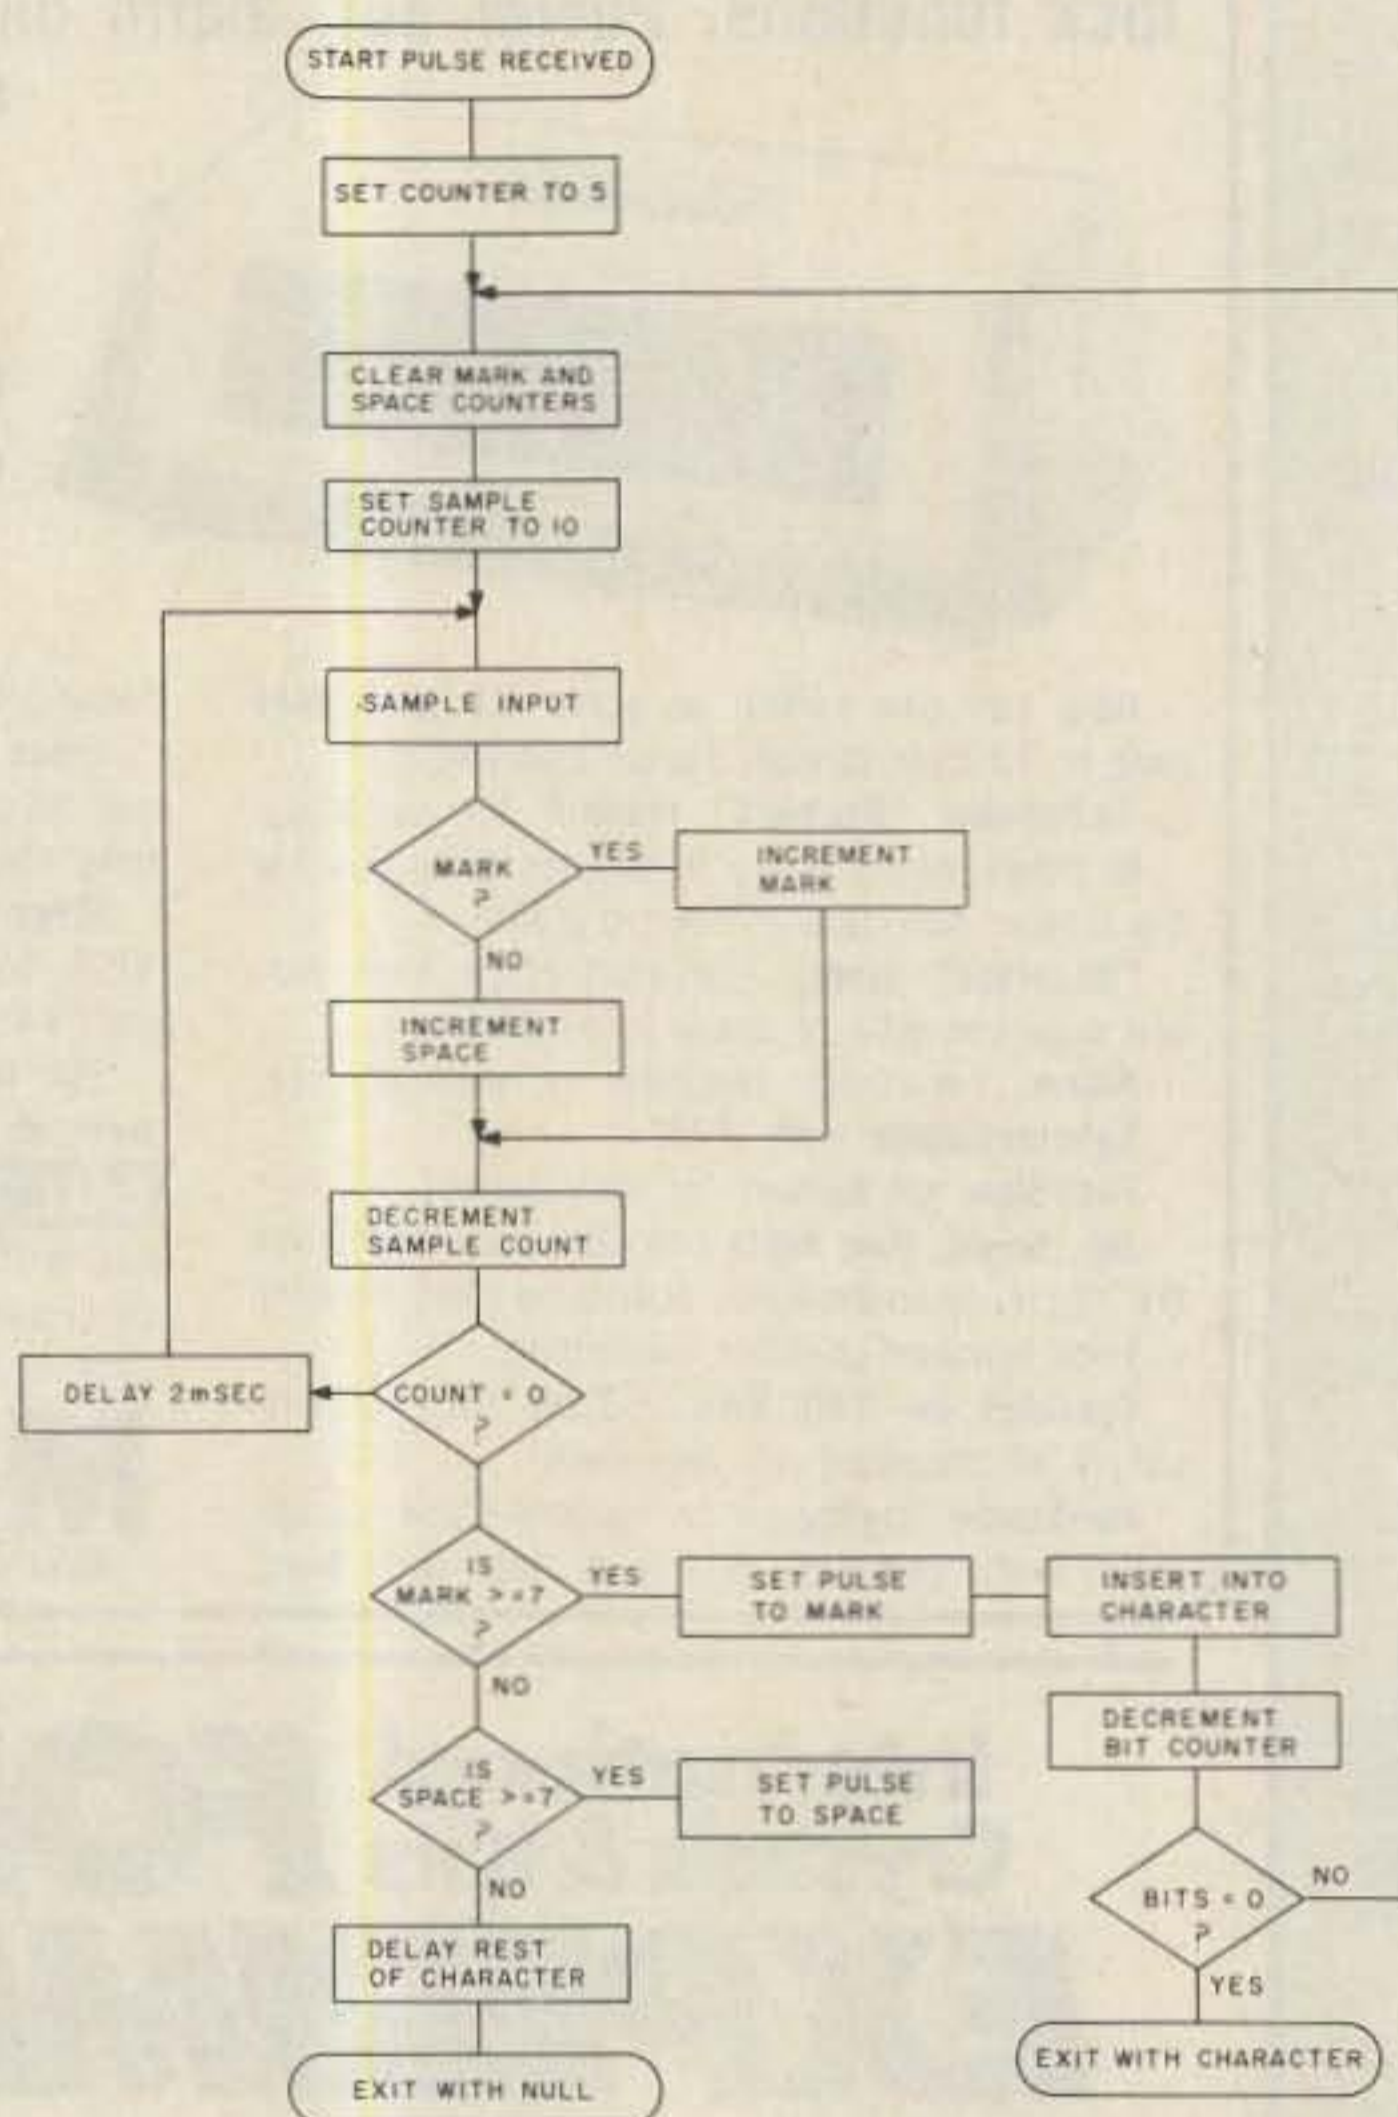 START PULSE RECEIVED
SET COUNTER TO 5
CLEAR MARK AND
SPACE COUNTERS
SET SAMPLE
COUNTER TO 10
SAMPLE INPUT
MARK
?
YES
INCREMENT
MARK
NO
INCREMENT
SPACE
DECREMENT
SAMPLE COUNT
COUNT = 0
?
DELAY 2mSEC
IS
MARK >=7
?
YES
SET PULSE
TO MARK
INSERT INTO
CHARACTER
NO
DECREMENT
BIT COUNTER
IS
SPACE >=7
?
YES
SET PULSE
TO SPACE
BITS = 0
?
NO
NO
YES
DELAY REST
OF CHARACTER
EXIT WITH CHARACTER
EXIT WITH NULL